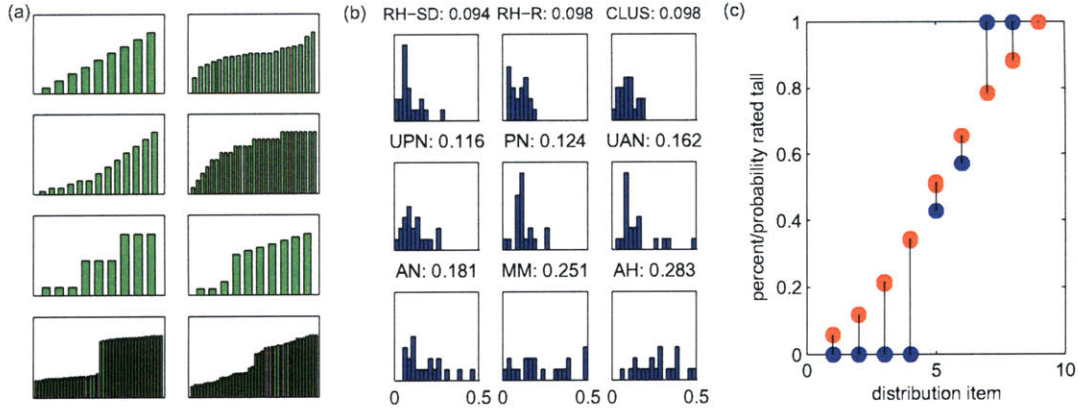 (a)
(b)
RH-SD: 0.094 RH-R: 0.098 CLUS: 0.098
UPN: 0.116 PN: 0.124 UAN: 0.162
AN: 0.181 MM: 0.251 AH: 0.283
0 0.5 0 0.5 0 0.5
(c)
percent/probability rated tall
1
0.8
0.6
0.4
0.2
0
0 5 10
distribution item